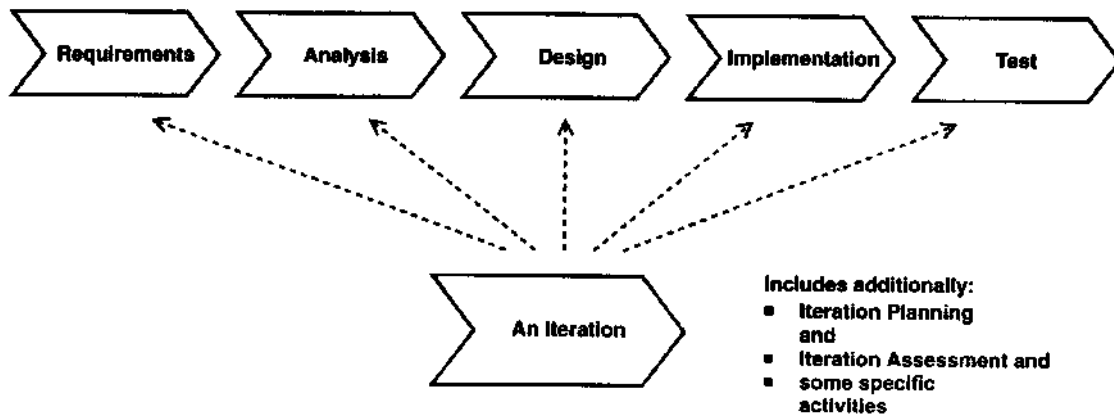 Requirements
Analysis
Design
Implementation
Test
An Iteration
Includes additionally:
▪ Iteration Planning
and
▪ Iteration Assessment and
▪ some specific
activities